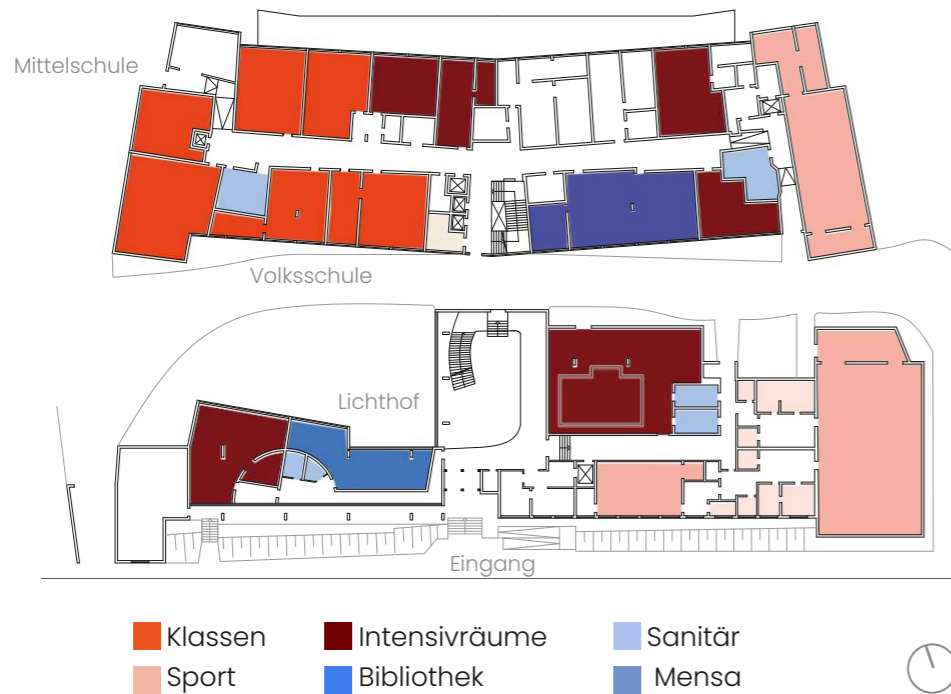 Mittelschule
Volksschule
Lichthof
Eingang
Klassen Intensivräume Sanitär
Sport Bibliothek Mensa